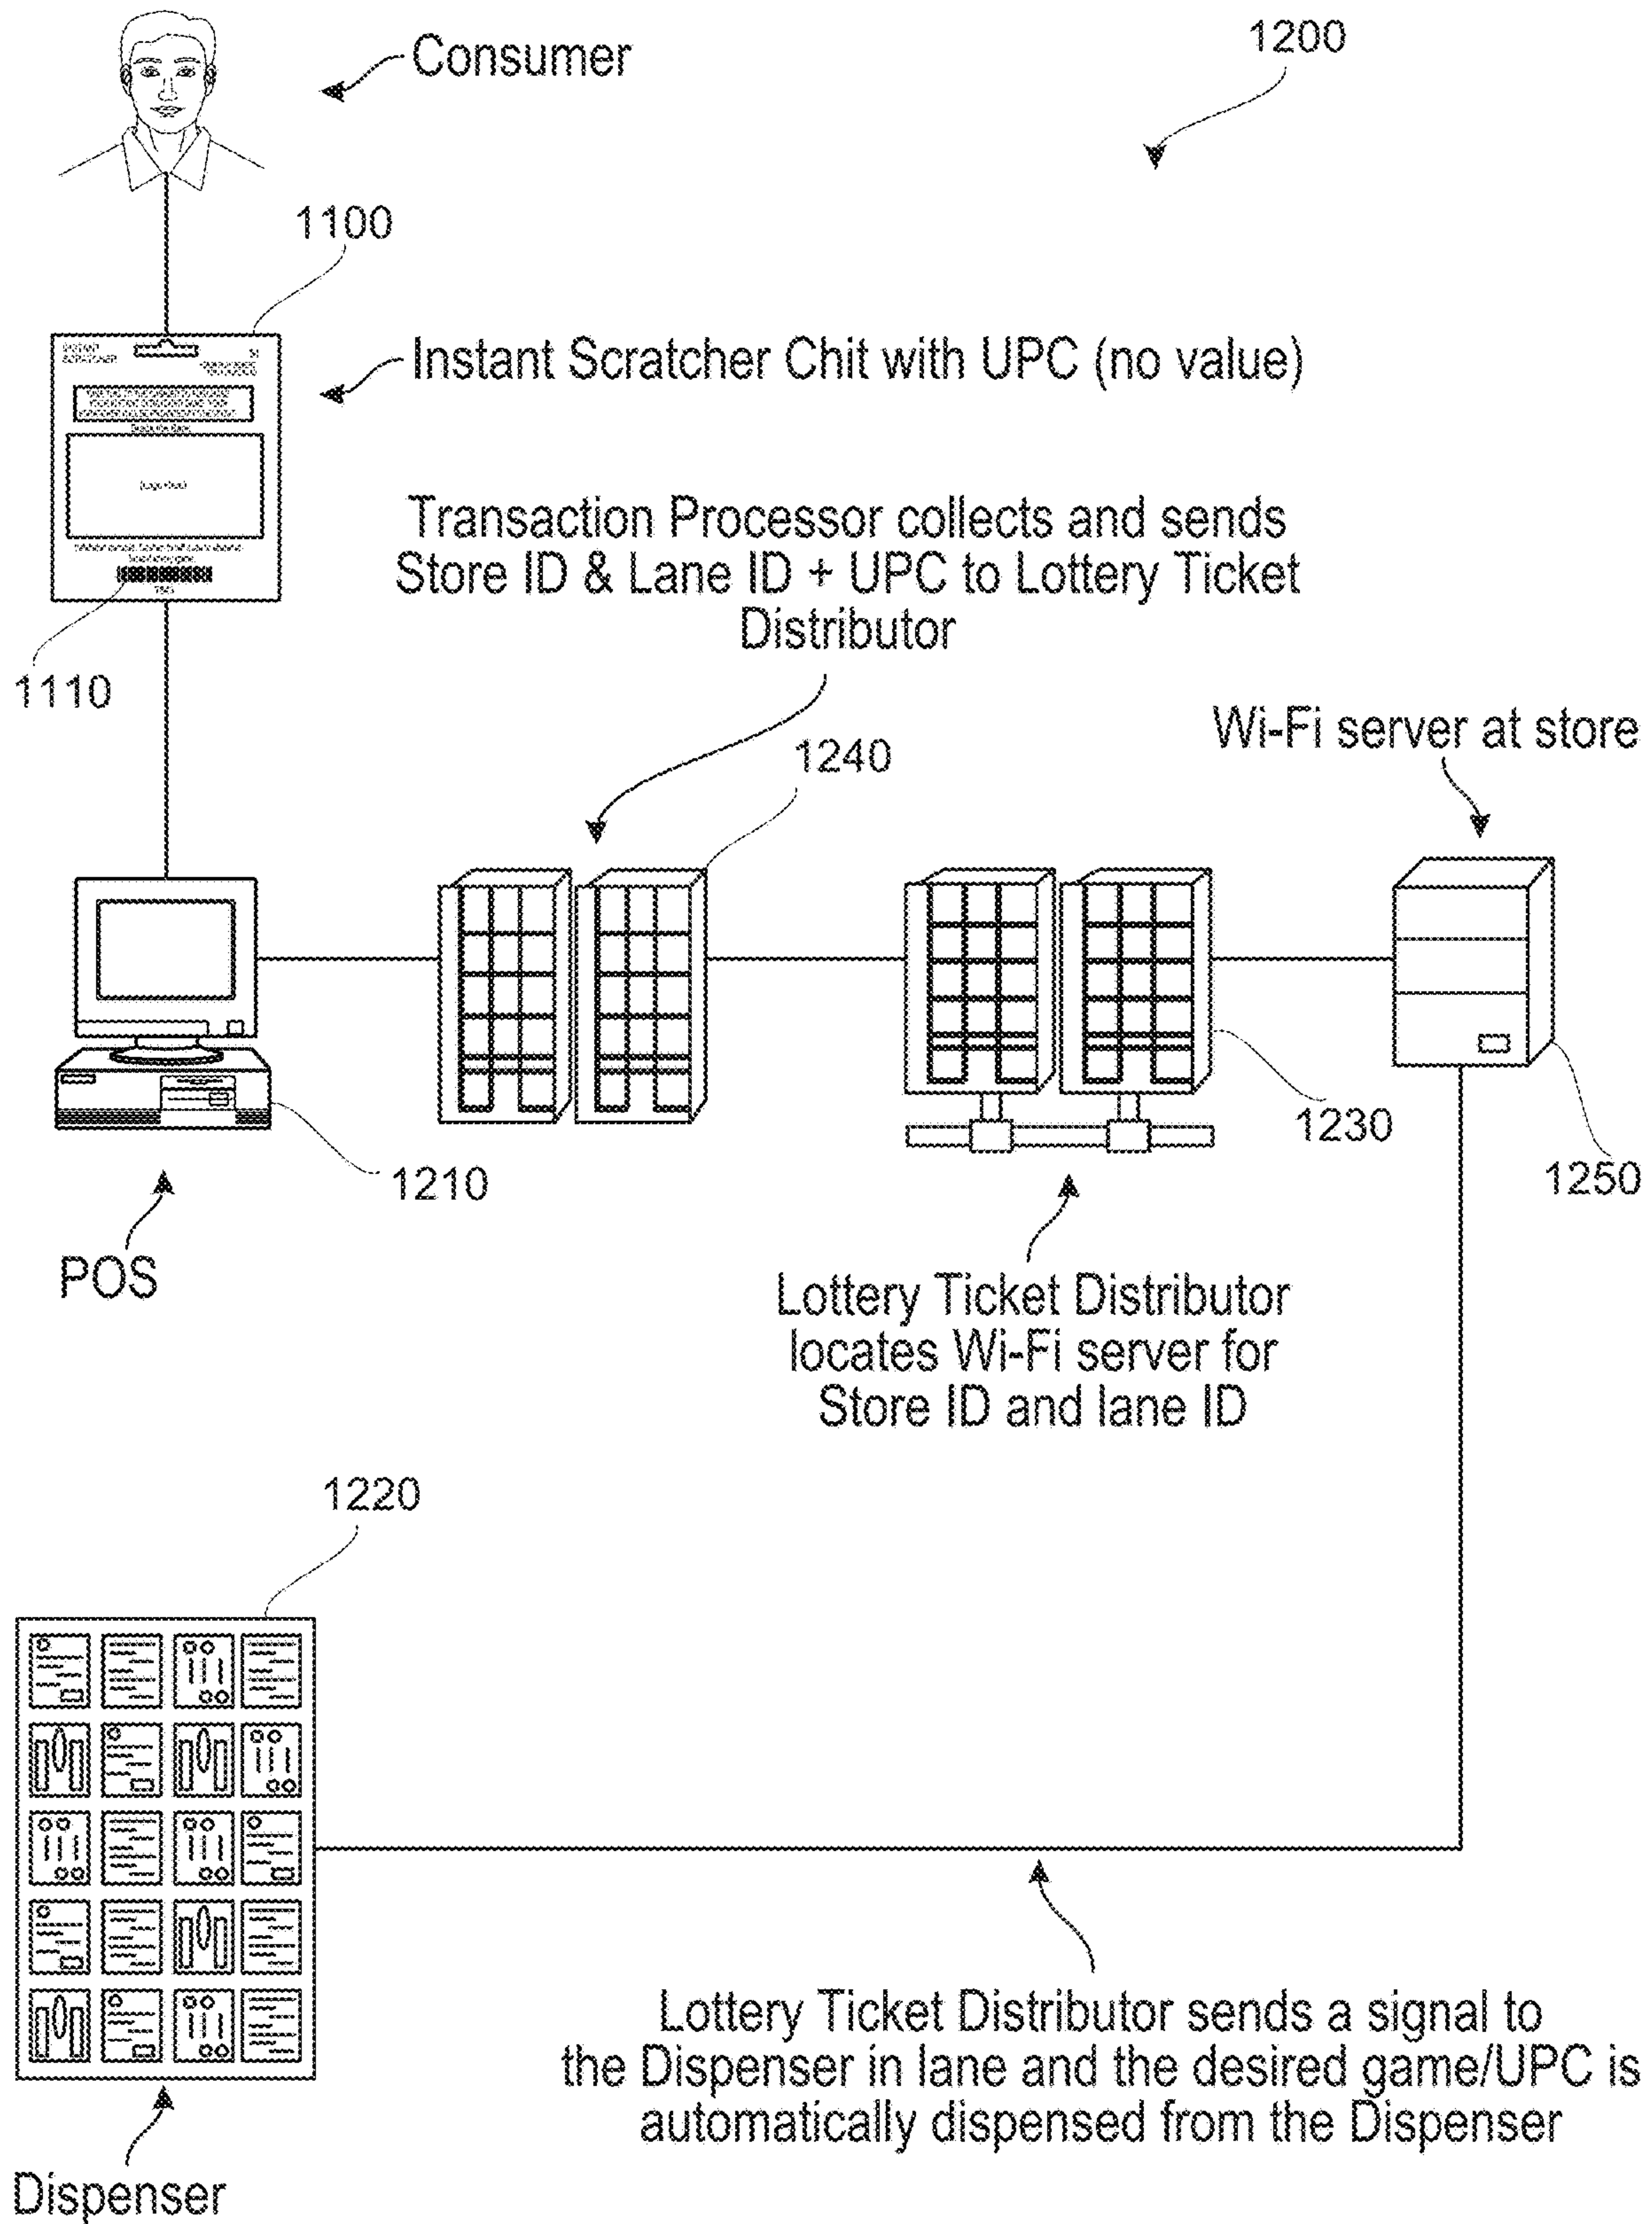 Consumer
1200
1100
INSTANT
SCRATCHER
Instant Scratcher Chit with UPC (no value)
Transaction Processor collects and sends
Store ID & Lane ID + UPC to Lottery Ticket
Distributor
1110
1240
Wi-Fi server at store
1210
1230
1250
POS
Lottery Ticket Distributor
locates Wi-Fi server for
Store ID and lane ID
1220
Lottery Ticket Distributor sends a signal to
the Dispenser in lane and the desired game/UPC is
automatically dispensed from the Dispenser
Dispenser